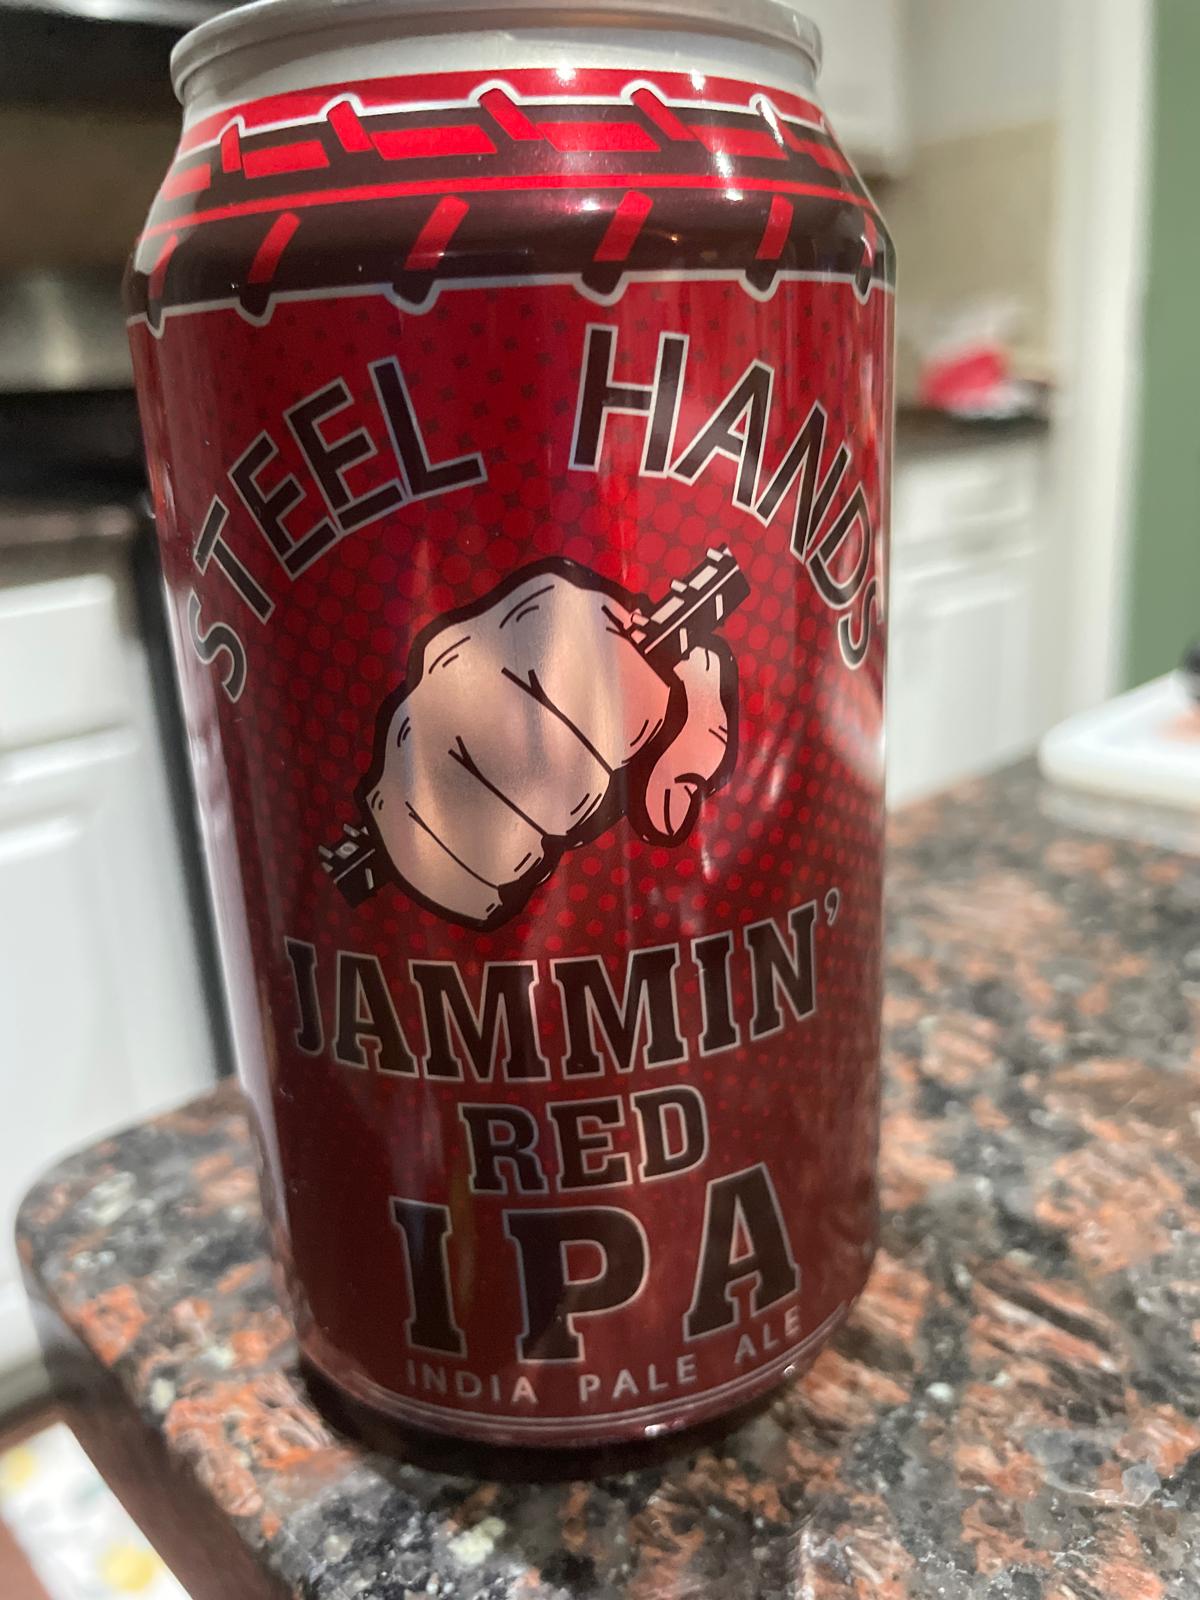 STEEL HANDS
JAMMIN'
RED
IPA
INDIA PALE ALE